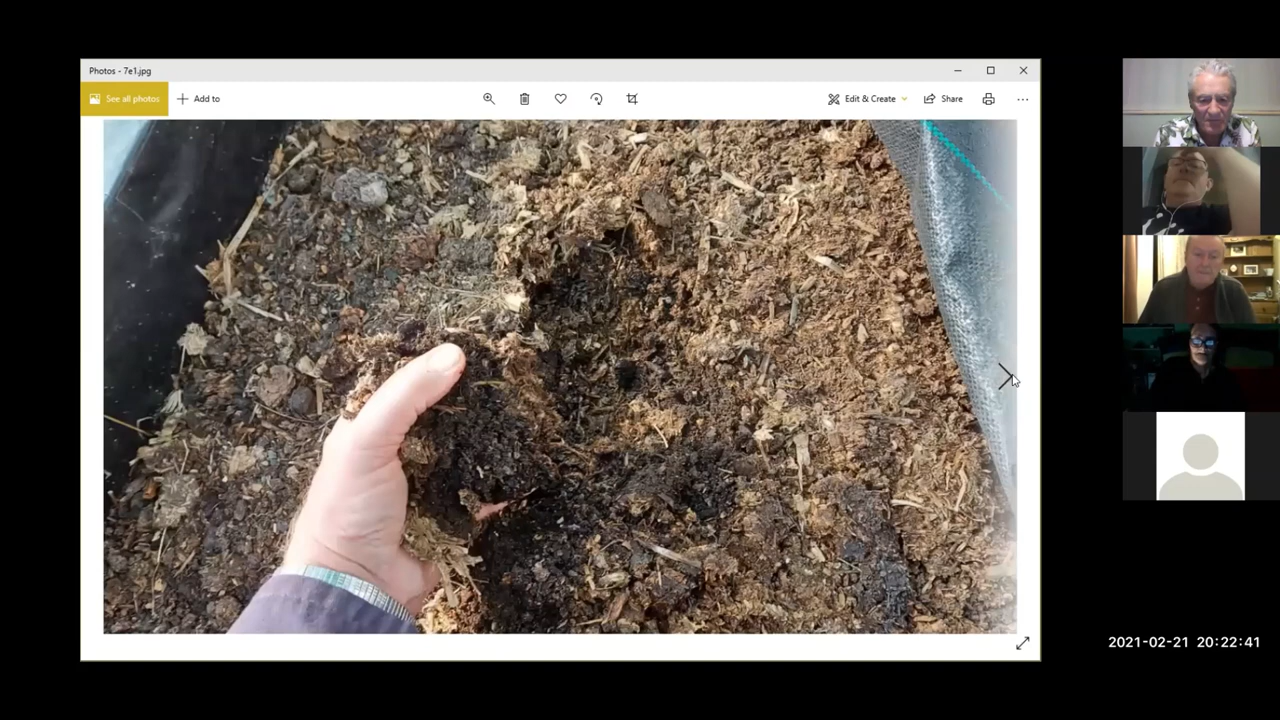 Photos - 7e1.jpg
See all photos
Add to
Edit & Create
Share
2021-02-21 20:22:41